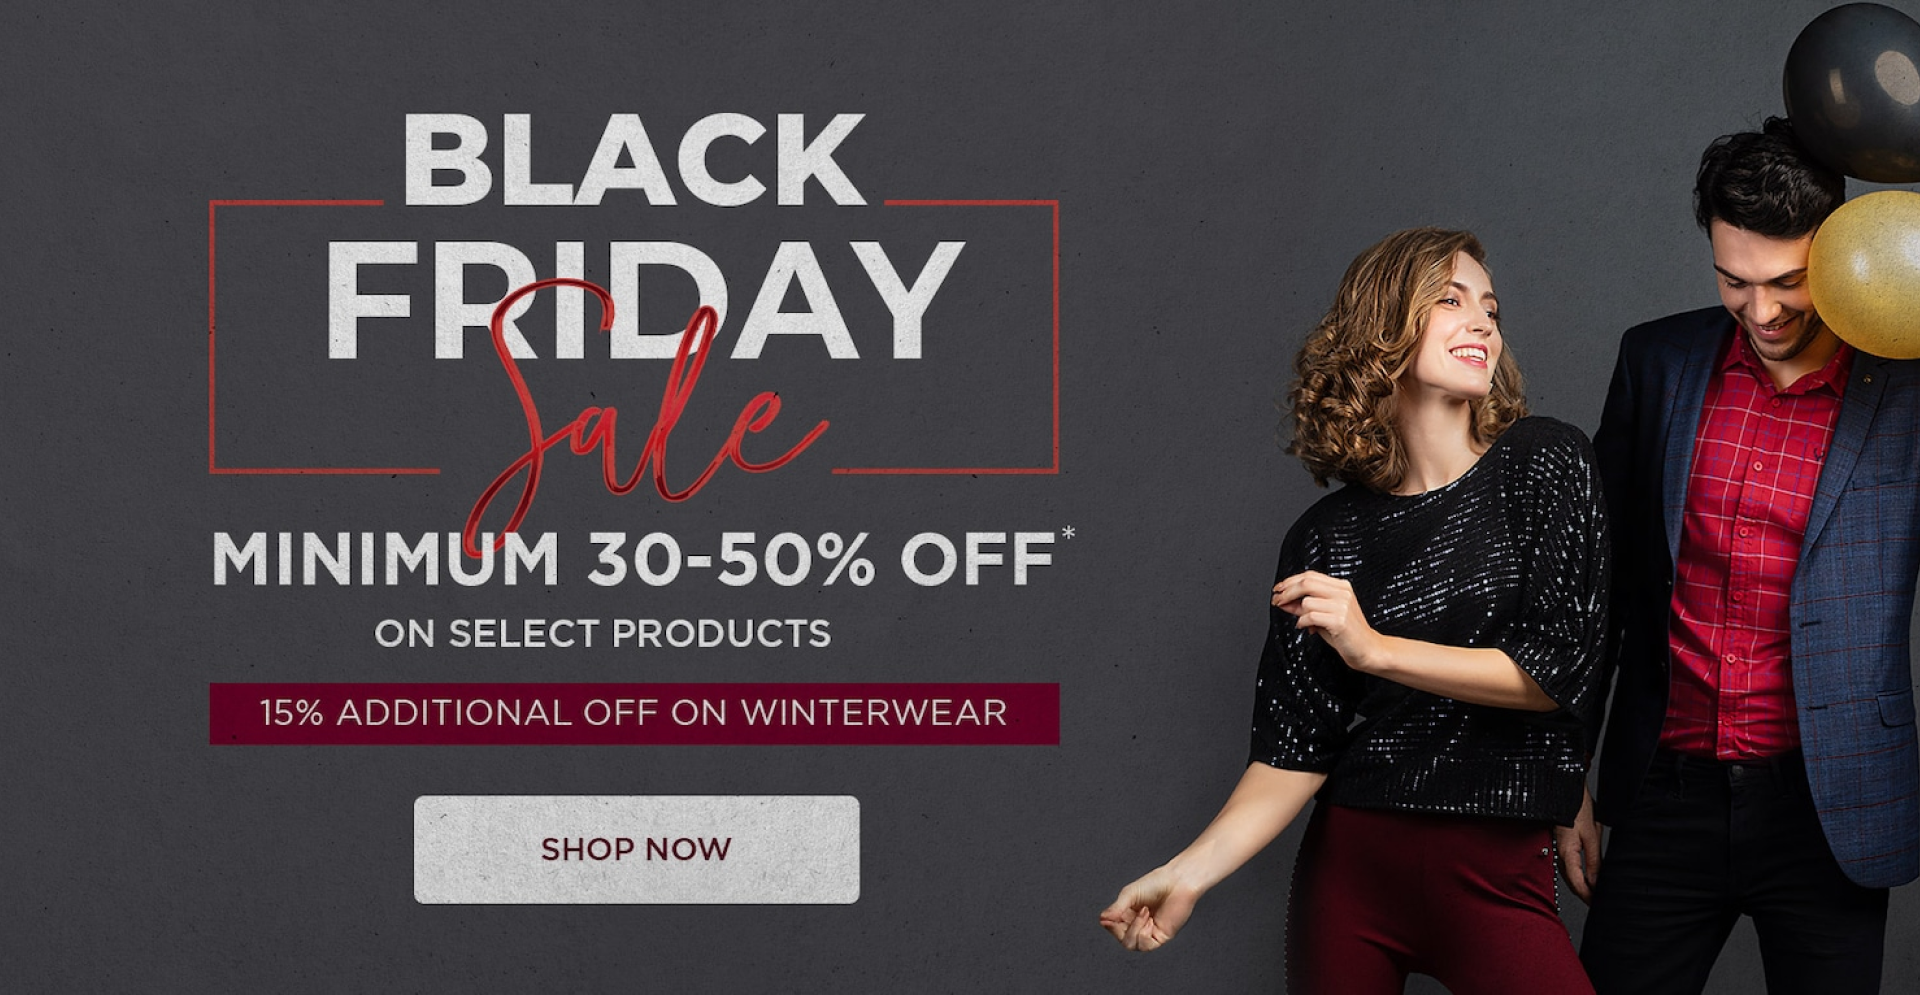 BLACK
FRIDAY
Sale
MINIMUM 30-50% OFF*
ON SELECT PRODUCTS
15% ADDITIONAL OFF ON WINTERWEAR
SHOP NOW